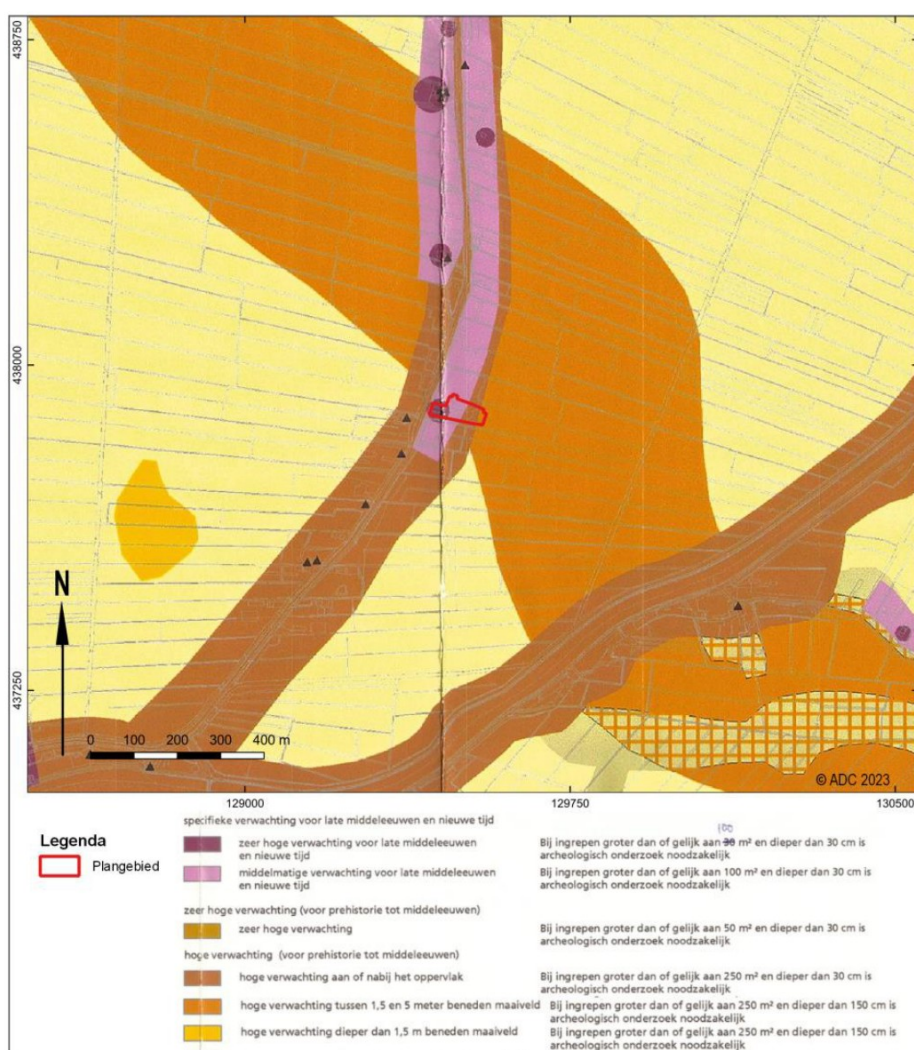 438750
438000
437250
N
0 100 200 300 400 m
© ADC 2023
129000 129750 130500
Legenda
Plangebied
specifieke verwachting voor late middeleeuwen en nieuwe tijd
zeer hoge verwachting voor late middeleeuwen
en nieuwe tijd
Bij ingrepen groter dan of gelijk aan 30 m² en dieper dan 30 cm is
100
archeologisch onderzoek noodzakelijk
middelmatige verwachting voor late middeleeuwen
en nieuwe tijd
Bij ingrepen groter dan of gelijk aan 100 m² en dieper dan 30 cm is
archeologisch onderzoek noodzakelijk
zeer hoge verwachting (voor prehistorie tot middeleeuwen)
zeer hoge verwachting
Bij ingrepen groter dan of gelijk aan 50 m² en dieper dan 30 cm is
archeologisch onderzoek noodzakelijk
hoge verwachting (voor prehistorie tot middeleeuwen)
hoge verwachting aan of nabij het oppervlak
Bij ingrepen groter dan of gelijk aan 250 m² en dieper dan 30 cm is
archeologisch onderzoek noodzakelijk
hoge verwachting tussen 1,5 en 5 meter beneden maaiveld
Bij ingrepen groter dan of gelijk aan 250 m² en dieper dan 150 cm is
archeologisch onderzoek noodzakelijk
hoge verwachting dieper dan 1,5 m beneden maaiveld
Bij ingrepen groter dan of gelijk aan 250 m² en dieper dan 150 cm is
archeologisch onderzoek noodzakelijk